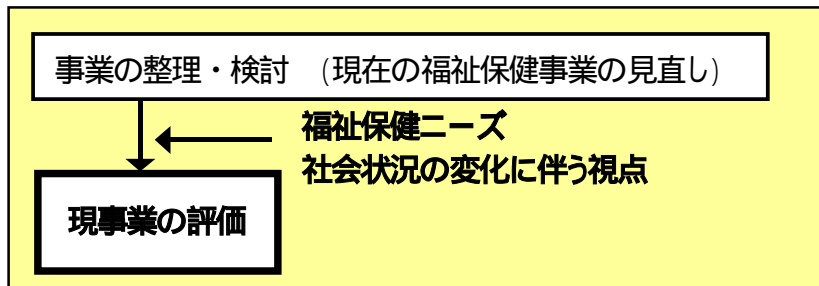 事業の整理・検討　(現在の福祉保健事業の見直し)
福祉保健ニーズ
社会状況の変化に伴う視点
現事業の評価